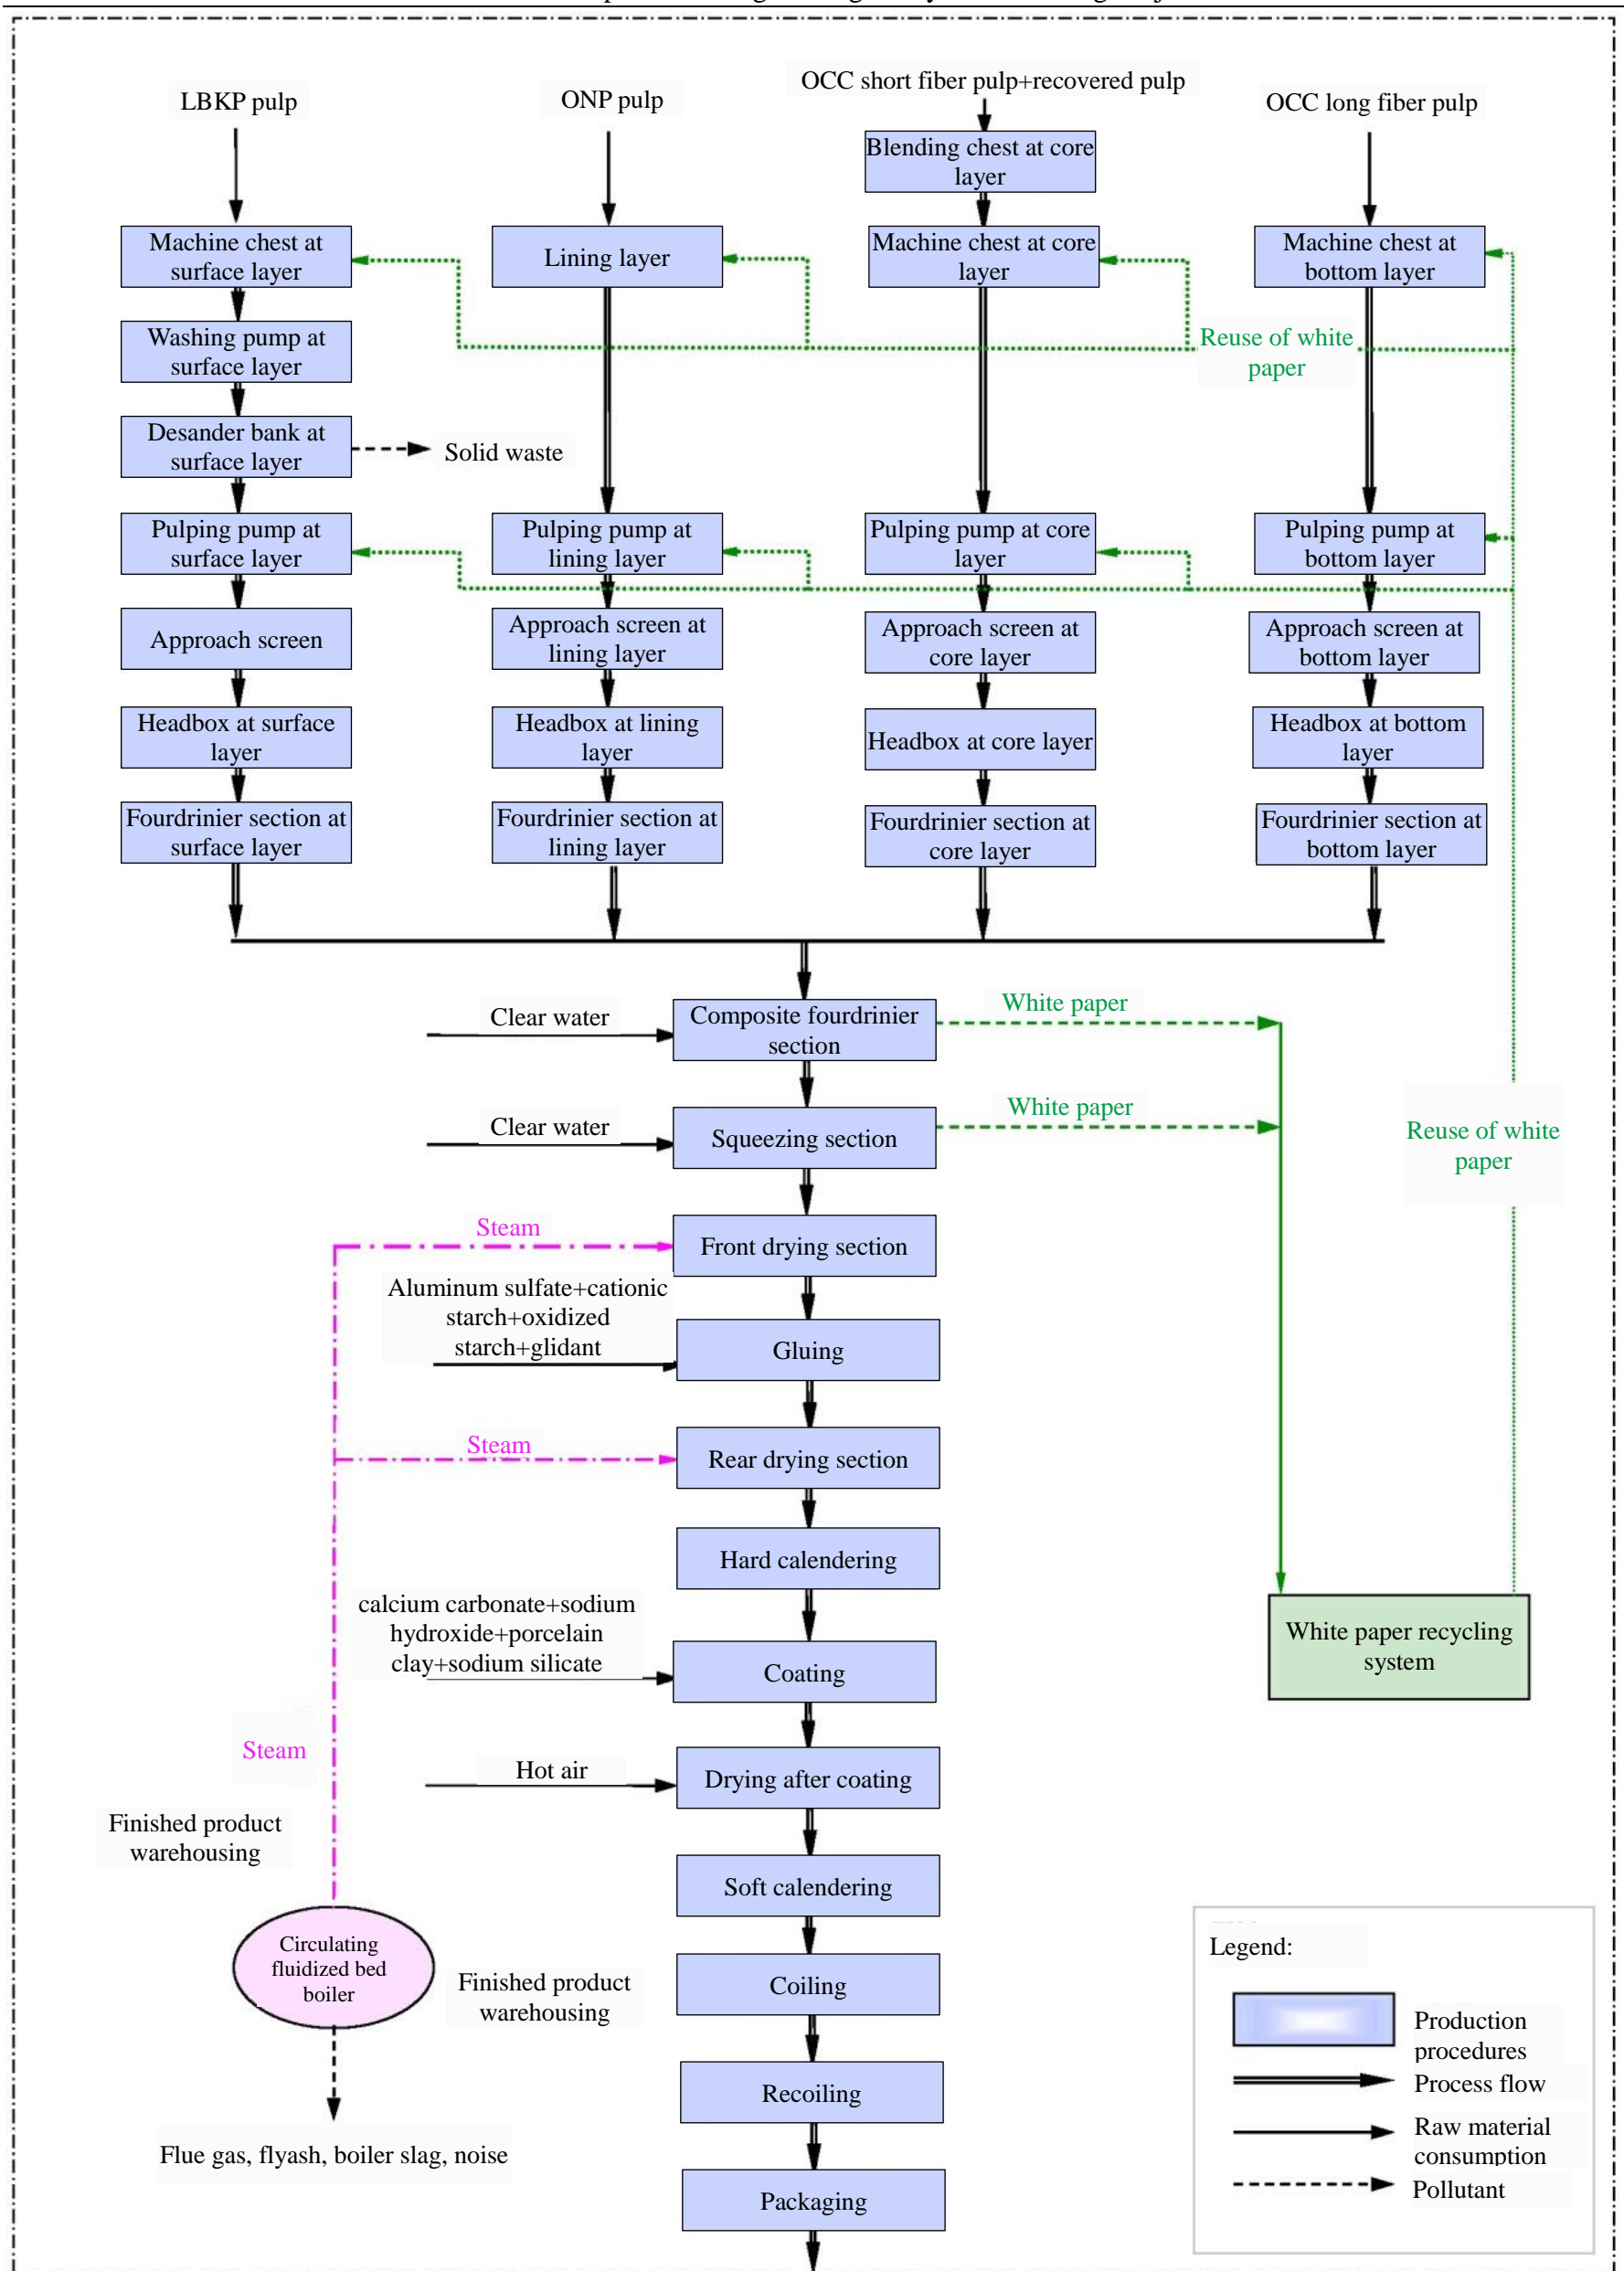 LBKP pulp
ONP pulp
OCC short fiber pulp+recovered pulp
OCC long fiber pulp
Blending chest at core
layer
Machine chest at
surface layer
Lining layer
Machine chest at core
layer
Machine chest at
bottom layer
Washing pump at
surface layer
Reuse of white
paper
Desander bank at
surface layer
Solid waste
Pulping pump at
surface layer
Pulping pump at
lining layer
Pulping pump at core
layer
Pulping pump at
bottom layer
Approach screen
Approach screen at
lining layer
Approach screen at
core layer
Approach screen at
bottom layer
Headbox at surface
layer
Headbox at lining
layer
Headbox at core layer
Headbox at bottom
layer
Fourdrinier section at
surface layer
Fourdrinier section at
lining layer
Fourdrinier section at
core layer
Fourdrinier section at
bottom layer
Clear water
Composite fourdrinier
section
White paper
Clear water
Squeezing section
White paper
Reuse of white
paper
Steam
Front drying section
Aluminum sulfate+cationic
starch+oxidized
starch+glidant
Gluing
Steam
Rear drying section
Hard calendering
calcium carbonate+sodium
hydroxide+porcelain
clay+sodium silicate
Coating
White paper recycling
system
Steam
Hot air
Drying after coating
Finished product
warehousing
Soft calendering
Circulating
fluidized bed
boiler
Finished product
warehousing
Coiling
Recoiling
Flue gas, flyash, boiler slag, noise
Packaging
Legend:
Production
procedures
Process flow
Raw material
consumption
Pollutant